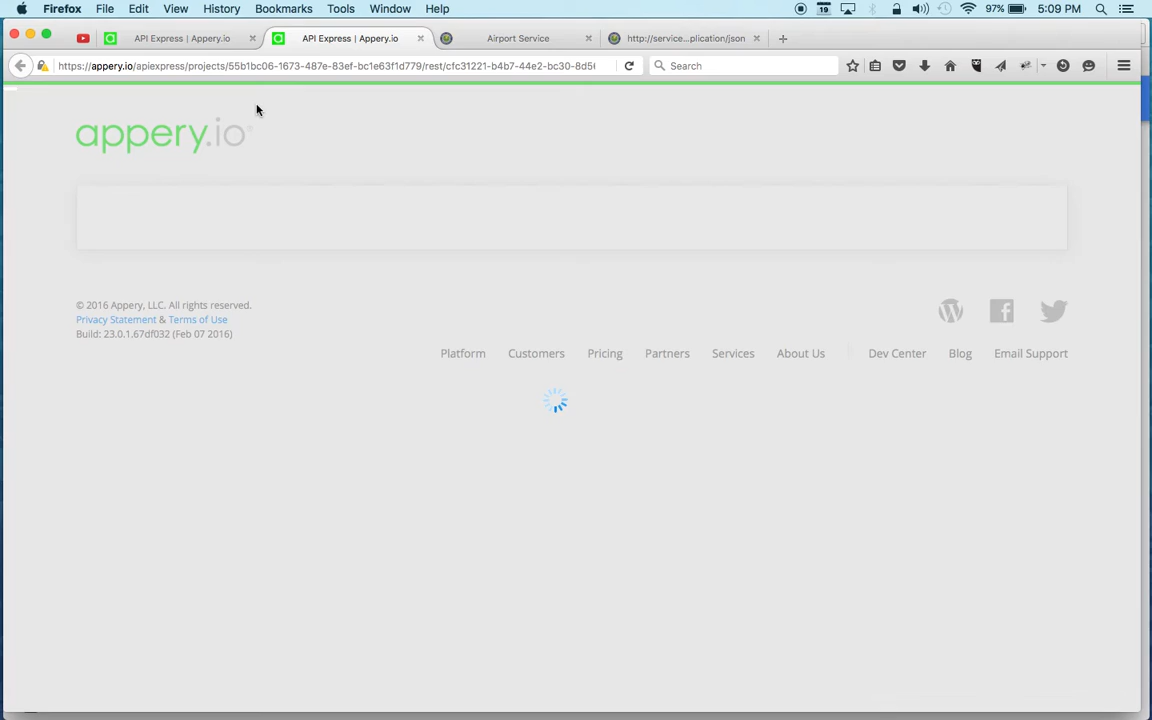 Firefox File Edit View History Bookmarks Tools Window Help 19 97% 5:09 PM
API Express | Appery.io API Express | Appery.io Airport Service http://service...plication/json
https://appery.io/apiexpress/projects/55b1bc06-1673-487e-83ef-bc1e63f1d779/rest/cfc31221-b4b7-44e2-bc30-8d5 Search
appery.io
© 2016 Appery, LLC. All rights reserved.
Privacy Statement & Terms of Use
Build: 23.0.1.67df032 (Feb 07 2016)
Platform Customers Pricing Partners Services About Us Dev Center Blog Email Support